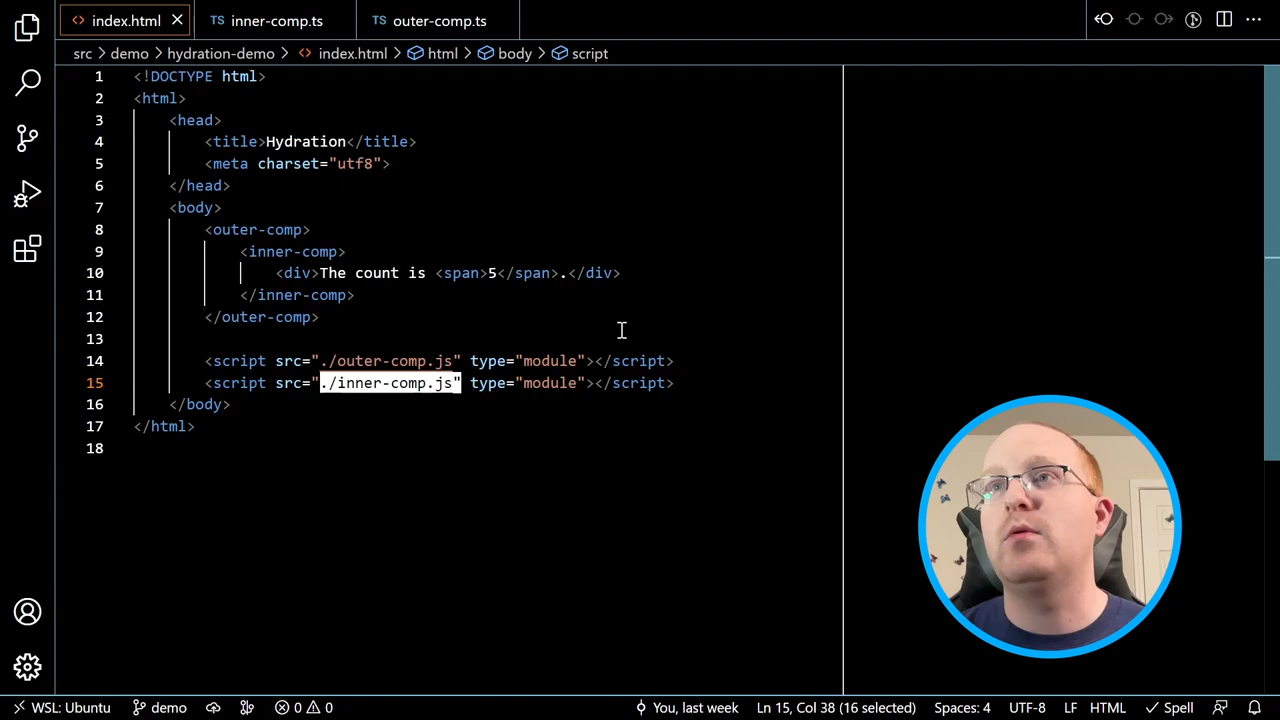 index.html
TS inner-comp.ts
TS outer-comp.ts
src demo hydration-demo index.html html body script
1 <!DOCTYPE html>
2 <html>
3 <head>
4 <title>Hydration</title>
5 <meta charset="utf8">
6 </head>
7 <body>
8 <outer-comp>
9 <inner-comp>
10 <div>The count is <span>5</span>.</div>
11 </inner-comp>
12 </outer-comp>
13
14 <script src="./outer-comp.js" type="module"></script>
15 <script src="./inner-comp.js" type="module"></script>
16 </body>
17 </html>
18
WSL: Ubuntu demo 0 0 You, last week Ln 15, Col 38 (16 selected) Spaces: 4 UTF-8 LF HTML Spell